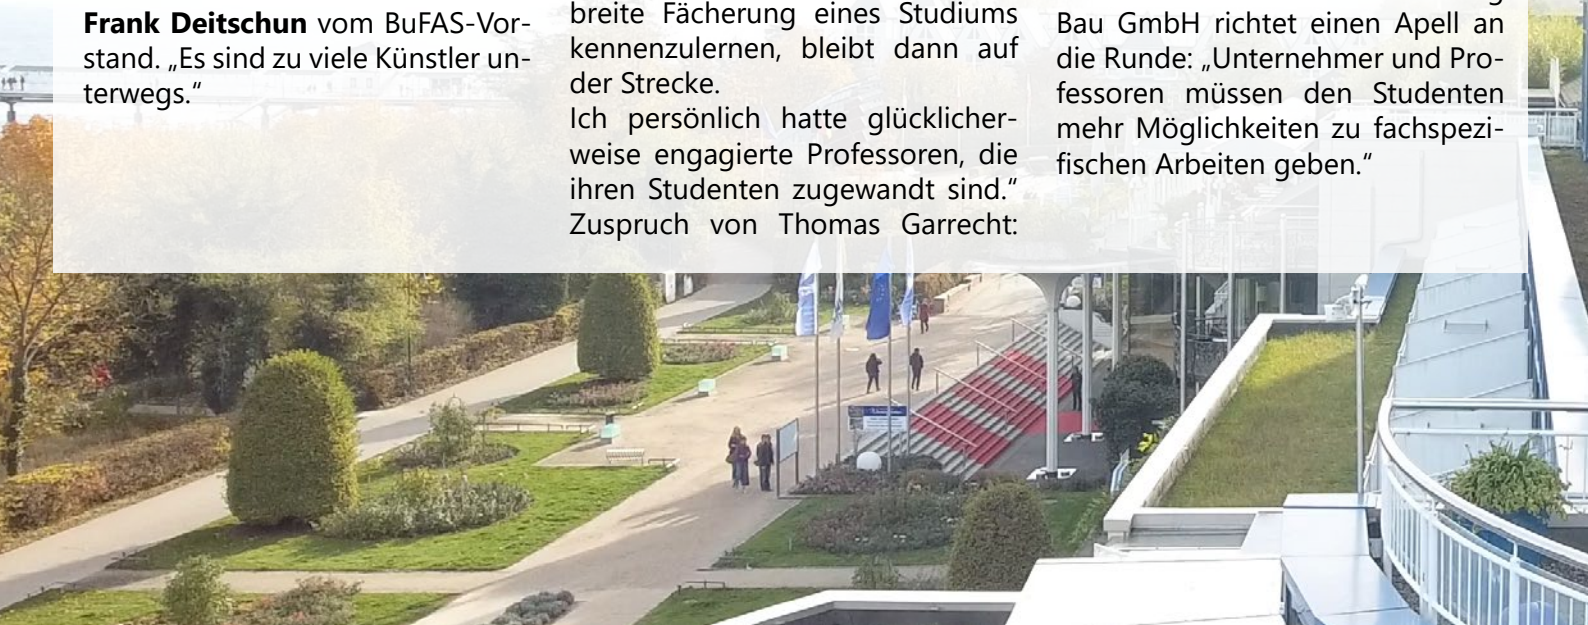 Frank Deitschun vom BuFAS-Vor-
stand. „Es sind zu viele Künstler un-
terwegs.“
breite Fächerung eines Studiums
kennenzulernen, bleibt dann auf
der Strecke.
Ich persönlich hatte glücklicher-
weise engagierte Professoren, die
ihren Studenten zugewandt sind.“
Zuspruch von Thomas Garrecht:
Bau GmbH richtet einen Apell an
die Runde: „Unternehmer und Pro-
fessoren müssen den Studenten
mehr Möglichkeiten zu fachspezi-
fischen Arbeiten geben.“